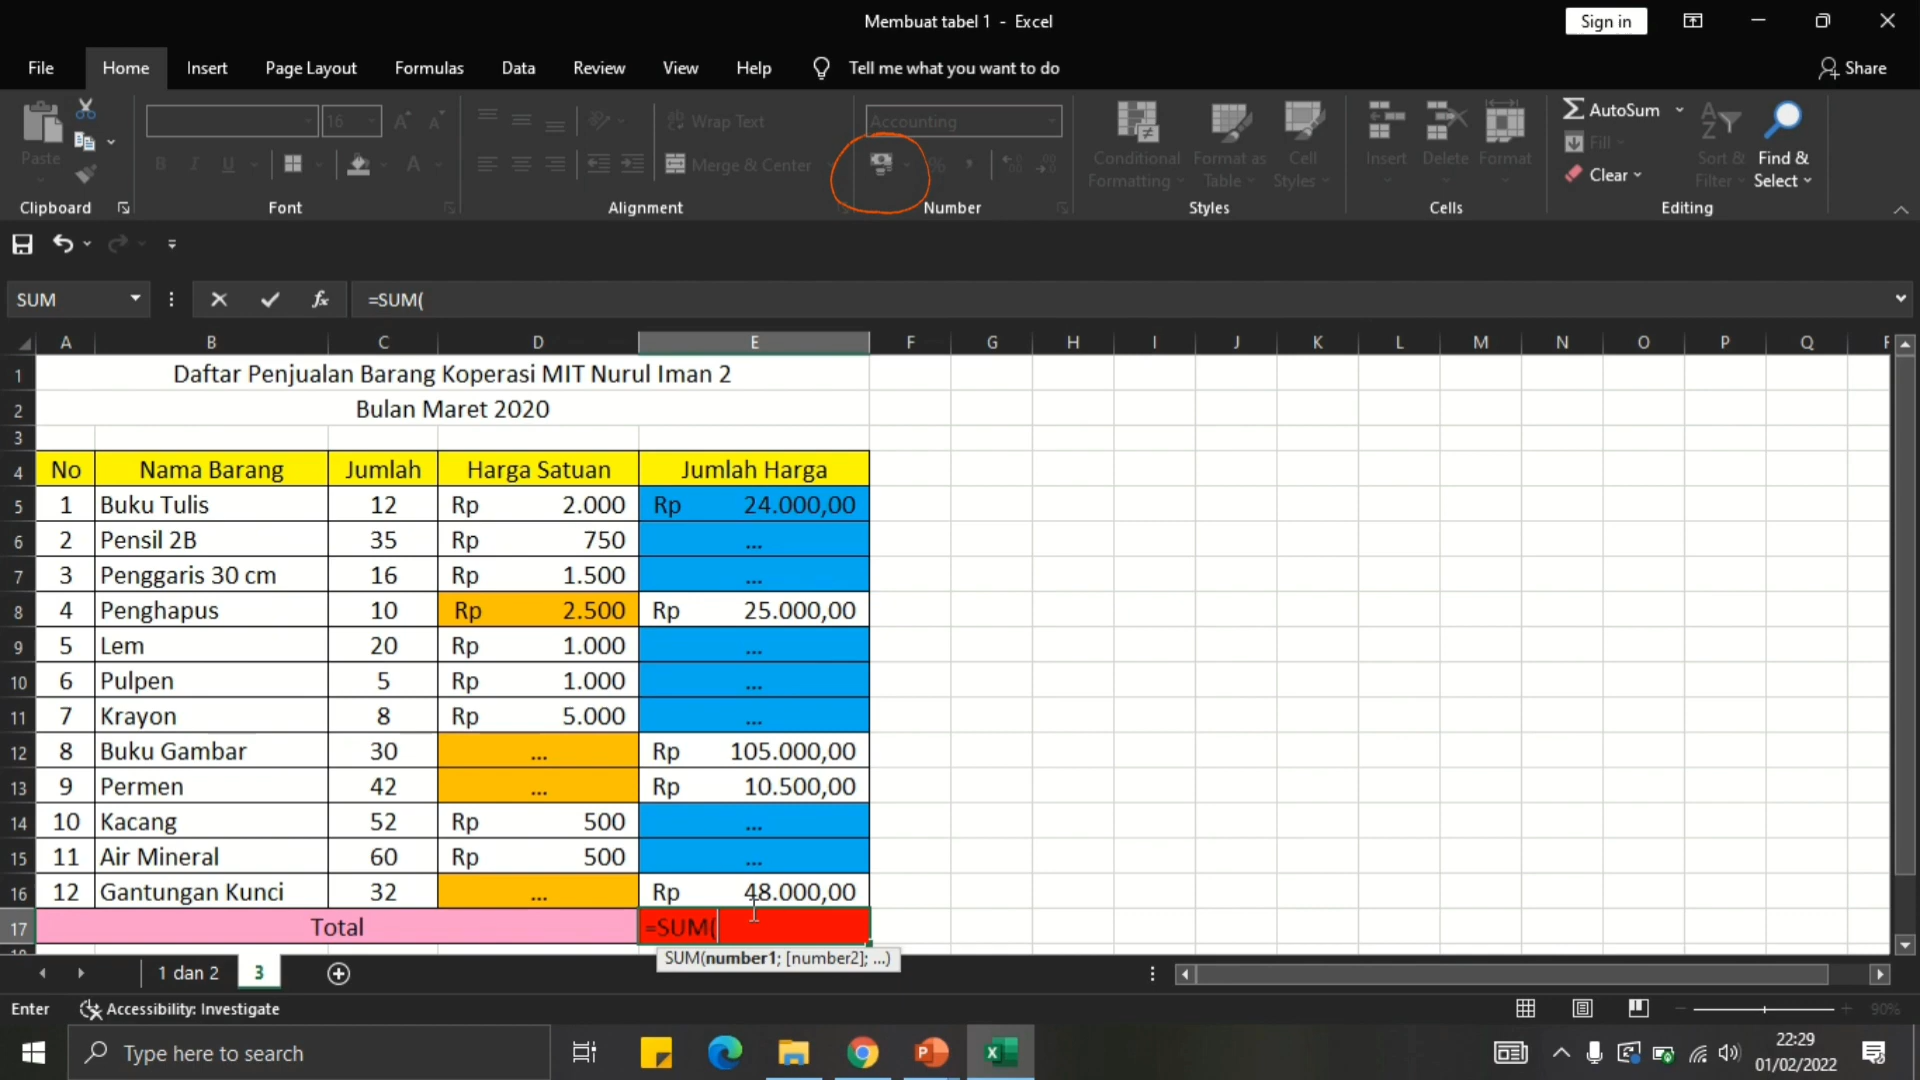 Membuat tabel 1 - Excel
Sign in
File Home Insert Page Layout Formulas Data Review View Help Tell me what you want to do Share
Paste
Clipboard
16
Font
Wrap Text
Merge & Center
Alignment
Accounting
Number
Conditional Formatting
Format as Table
Cell Styles
Styles
Insert Delete Format
Cells
AutoSum
Fill
Clear
Sort & Filter
Find & Select
Editing
SUM =SUM(
A B C D E F G H I J K L M N O P Q
1 Daftar Penjualan Barang Koperasi MIT Nurul Iman 2
2 Bulan Maret 2020
3
4 No Nama Barang Jumlah Harga Satuan Jumlah Harga
5 1 Buku Tulis 12 Rp 2.000 Rp 24.000,00
6 2 Pensil 2B 35 Rp 750 ...
7 3 Penggaris 30 cm 16 Rp 1.500 ...
8 4 Penghapus 10 Rp 2.500 Rp 25.000,00
9 5 Lem 20 Rp 1.000 ...
10 6 Pulpen 5 Rp 1.000 ...
11 7 Krayon 8 Rp 5.000 ...
12 8 Buku Gambar 30 ... Rp 105.000,00
13 9 Permen 42 ... Rp 10.500,00
14 10 Kacang 52 Rp 500 ...
15 11 Air Mineral 60 Rp 500 ...
16 12 Gantungan Kunci 32 ... Rp 48.000,00
17 Total =SUM(
SUM(number1; [number2]; ...)
1 dan 2 3
Enter Accessibility: Investigate 90%
Type here to search
22:29
01/02/2022